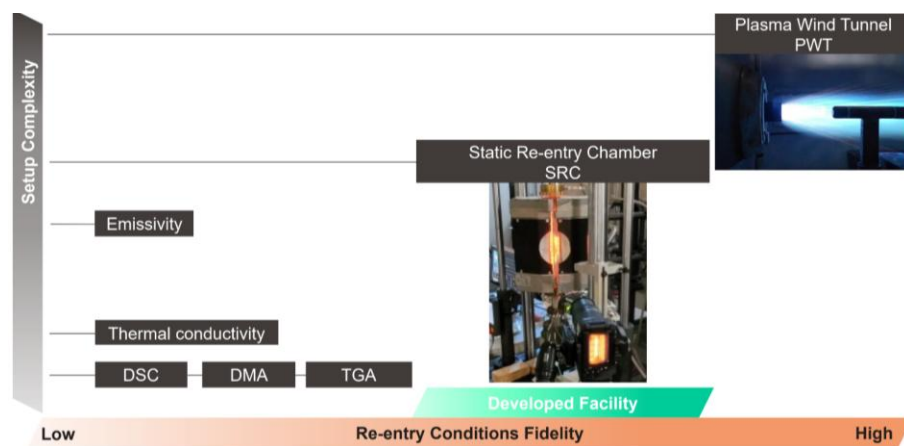 Plasma Wind Tunnel
PWT
Setup Complexity
Static Re-entry Chamber
SRC
Emissivity
Thermal conductivity
DSC
DMA
TGA
Developed Facility
Low
Re-entry Conditions Fidelity
High